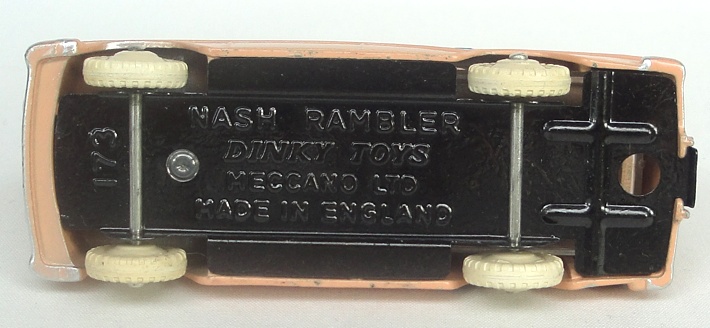 173
NASH RAMBLER
DINKY TOYS
MECCANO LTD
MADE IN ENGLAND